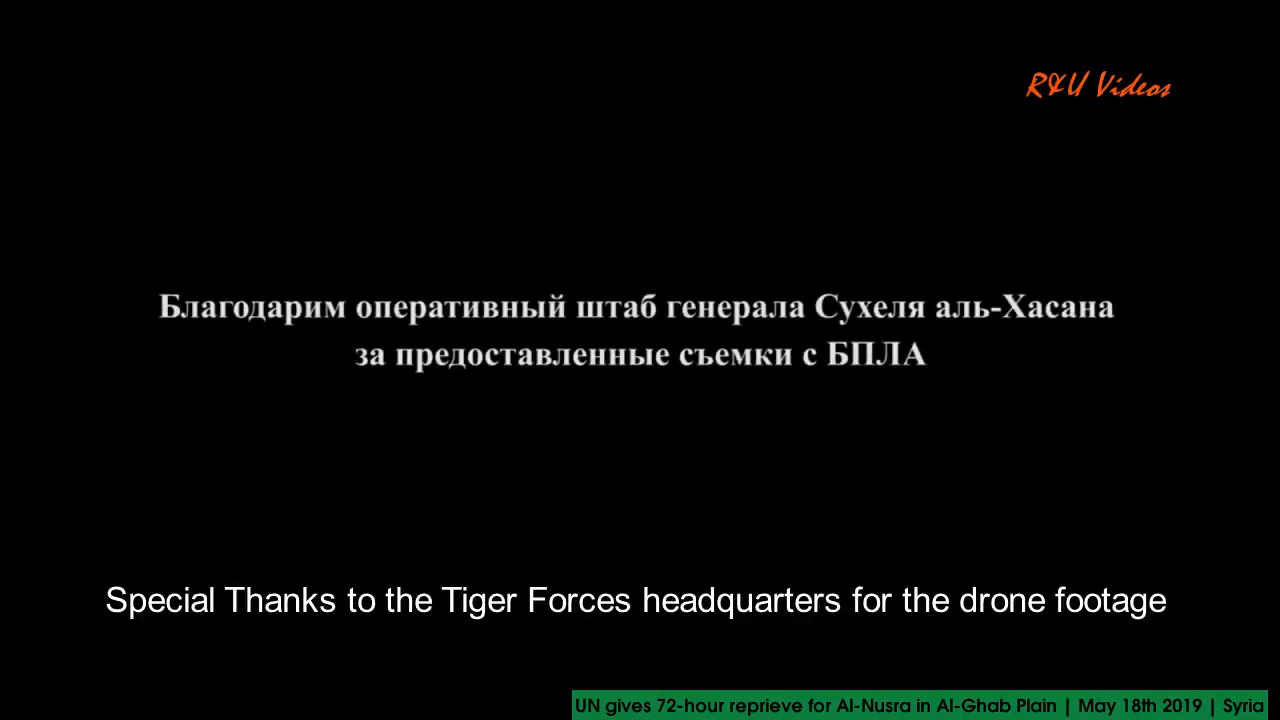 R&U Videos
Благодарим оперативный штаб генерала Сухеля аль-Хасана
за предоставленные съемки с БПЛА
Special Thanks to the Tiger Forces headquarters for the drone footage
UN gives 72-hour reprieve for Al-Nusra in Al-Ghab Plain | May 18th 2019 | Syria